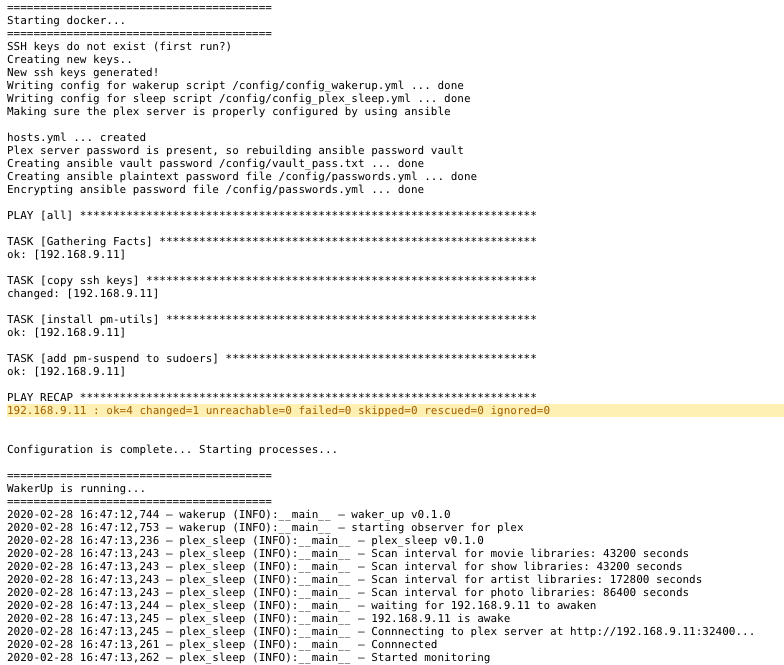 ========================================
Starting docker...
========================================
SSH keys do not exist (first run?)
Creating new keys..
New ssh keys generated!
Writing config for wakerup script /config/config_wakerup.yml ... done
Writing config for sleep script /config/config_plex_sleep.yml ... done
Making sure the plex server is properly configured by using ansible
hosts.yml ... created
Plex server password is present, so rebuilding ansible password vault
Creating ansible vault password /config/vault_pass.txt ... done
Creating ansible plaintext password file /config/passwords.yml ... done
Encrypting ansible password file /config/passwords.yml ... done
PLAY [all] *********************************************************************
TASK [Gathering Facts] *********************************************************
ok: [192.168.9.11]
TASK [copy ssh keys] ***********************************************************
changed: [192.168.9.11]
TASK [install pm-utils] ********************************************************
ok: [192.168.9.11]
TASK [add pm-suspend to sudoers] ***********************************************
ok: [192.168.9.11]
PLAY RECAP *********************************************************************
192.168.9.11 : ok=4 changed=1 unreachable=0 failed=0 skipped=0 rescued=0 ignored=0
Configuration is complete... Starting processes...
========================================
WakerUp is running...
========================================
2020-02-28 16:47:12,744 – wakerup (INFO):__main__ – waker_up v0.1.0
2020-02-28 16:47:12,753 – wakerup (INFO):__main__ – starting observer for plex
2020-02-28 16:47:13,236 – plex_sleep (INFO):__main__ – plex_sleep v0.1.0
2020-02-28 16:47:13,243 – plex_sleep (INFO):__main__ – Scan interval for movie libraries: 43200 seconds
2020-02-28 16:47:13,243 – plex_sleep (INFO):__main__ – Scan interval for show libraries: 43200 seconds
2020-02-28 16:47:13,243 – plex_sleep (INFO):__main__ – Scan interval for artist libraries: 172800 seconds
2020-02-28 16:47:13,243 – plex_sleep (INFO):__main__ – Scan interval for photo libraries: 86400 seconds
2020-02-28 16:47:13,244 – plex_sleep (INFO):__main__ – waiting for 192.168.9.11 to awaken
2020-02-28 16:47:13,245 – plex_sleep (INFO):__main__ – 192.168.9.11 is awake
2020-02-28 16:47:13,245 – plex_sleep (INFO):__main__ – Connnecting to plex server at http://192.168.9.11:32400...
2020-02-28 16:47:13,261 – plex_sleep (INFO):__main__ – Connnected
2020-02-28 16:47:13,262 – plex_sleep (INFO):__main__ – Started monitoring